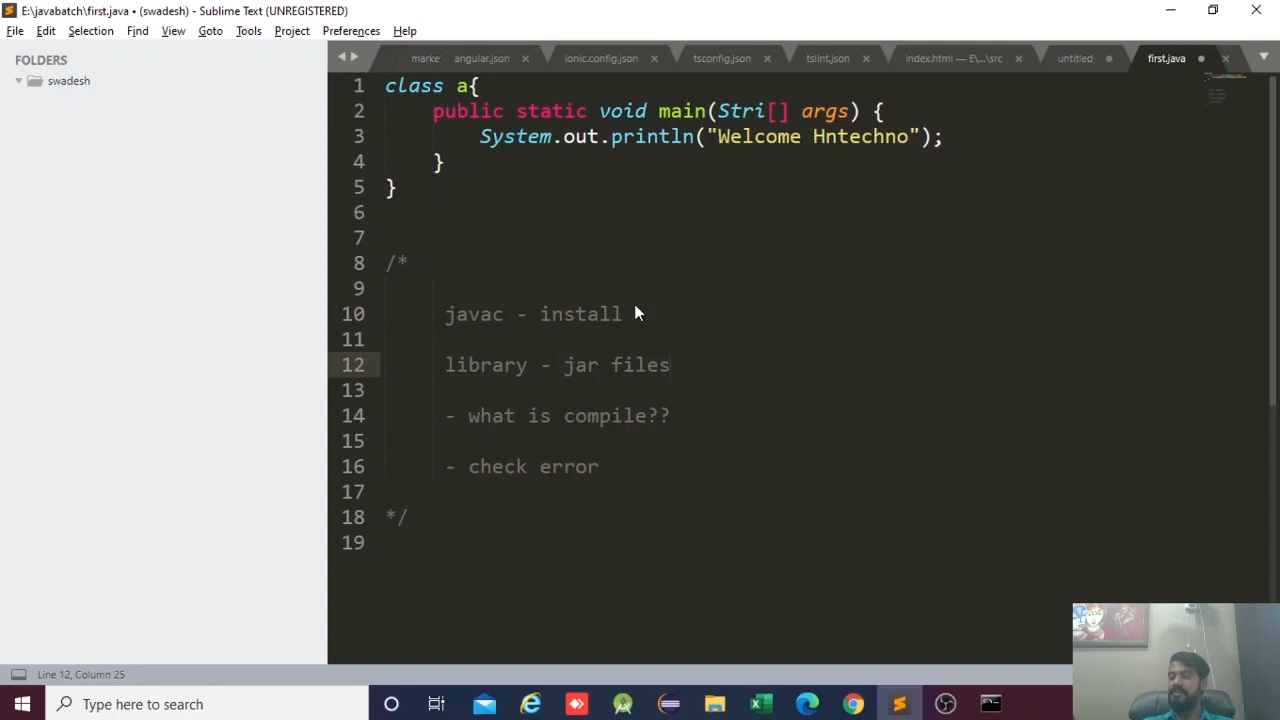 E:\javabatch\first.java • (swadesh) - Sublime Text (UNREGISTERED)
File Edit Selection Find View Goto Tools Project Preferences Help
FOLDERS
swadesh
marke angular.json ionic.config.json tsconfig.json tslint.json index.html — E\...\src untitled first.java
1 class a{
2 public static void main(Stri[] args) {
3 System.out.println("Welcome Hntechno");
4 }
5 }
6
7
8 /*
9
10 javac - install
11
12 library - jar files
13
14 - what is compile??
15
16 - check error
17
18 */
19
Line 12, Column 25
Type here to search